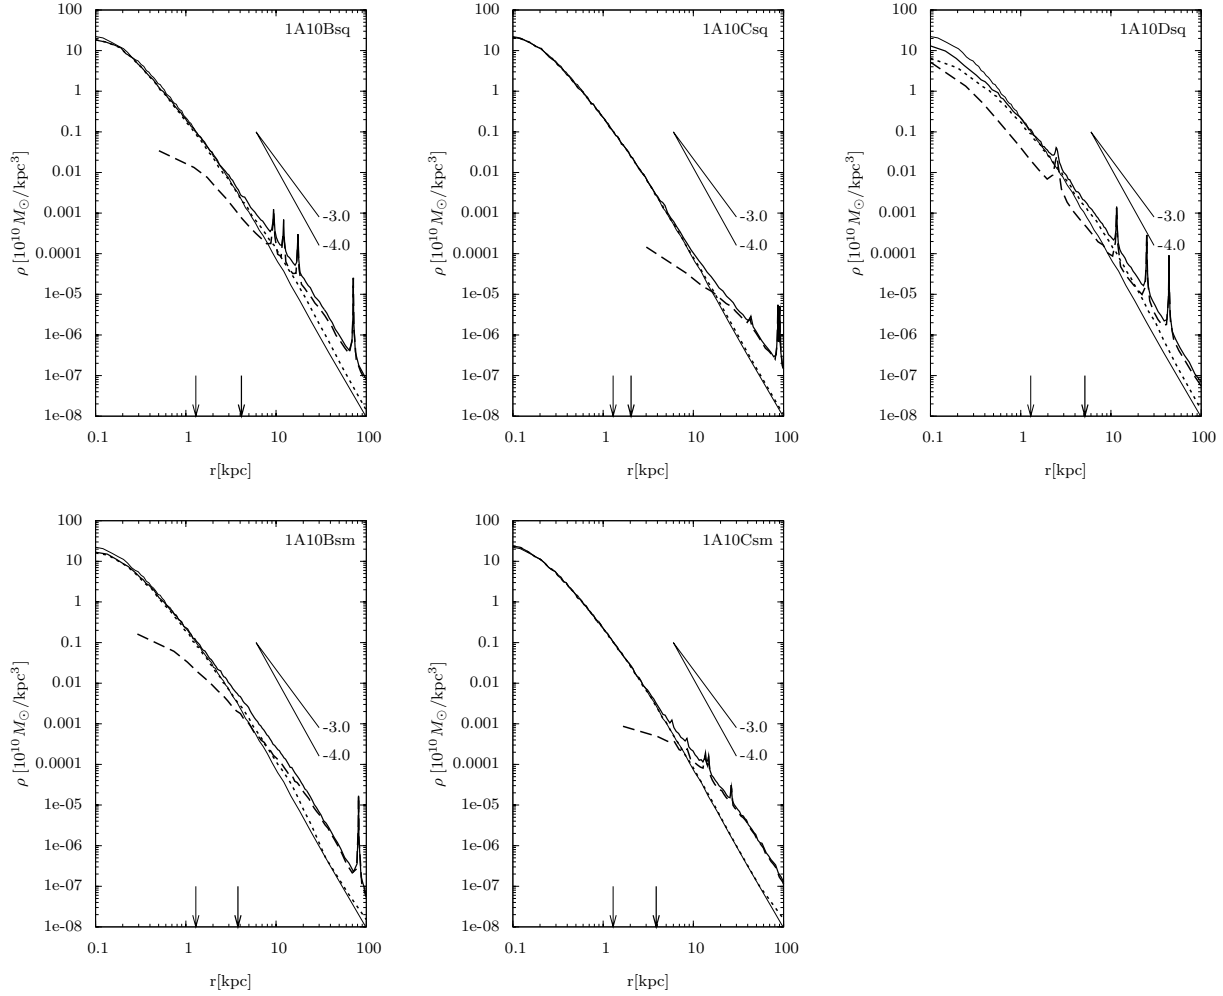 1A10Bsq
ρ [10^10 M⊙/kpc^3]
100
10
1
0.1
0.01
0.001
0.0001
1e-05
1e-06
1e-07
1e-08
-3.0
-4.0
0.1 1 10 100
r[kpc]
1A10Csq
ρ [10^10 M⊙/kpc^3]
100
10
1
0.1
0.01
0.001
0.0001
1e-05
1e-06
1e-07
1e-08
-3.0
-4.0
0.1 1 10 100
r[kpc]
1A10Dsq
ρ [10^10 M⊙/kpc^3]
100
10
1
0.1
0.01
0.001
0.0001
1e-05
1e-06
1e-07
1e-08
-3.0
-4.0
0.1 1 10 100
r[kpc]
1A10Bsm
ρ [10^10 M⊙/kpc^3]
100
10
1
0.1
0.01
0.001
0.0001
1e-05
1e-06
1e-07
1e-08
-3.0
-4.0
0.1 1 10 100
r[kpc]
1A10Csm
ρ [10^10 M⊙/kpc^3]
100
10
1
0.1
0.01
0.001
0.0001
1e-05
1e-06
1e-07
1e-08
-3.0
-4.0
0.1 1 10 100
r[kpc]